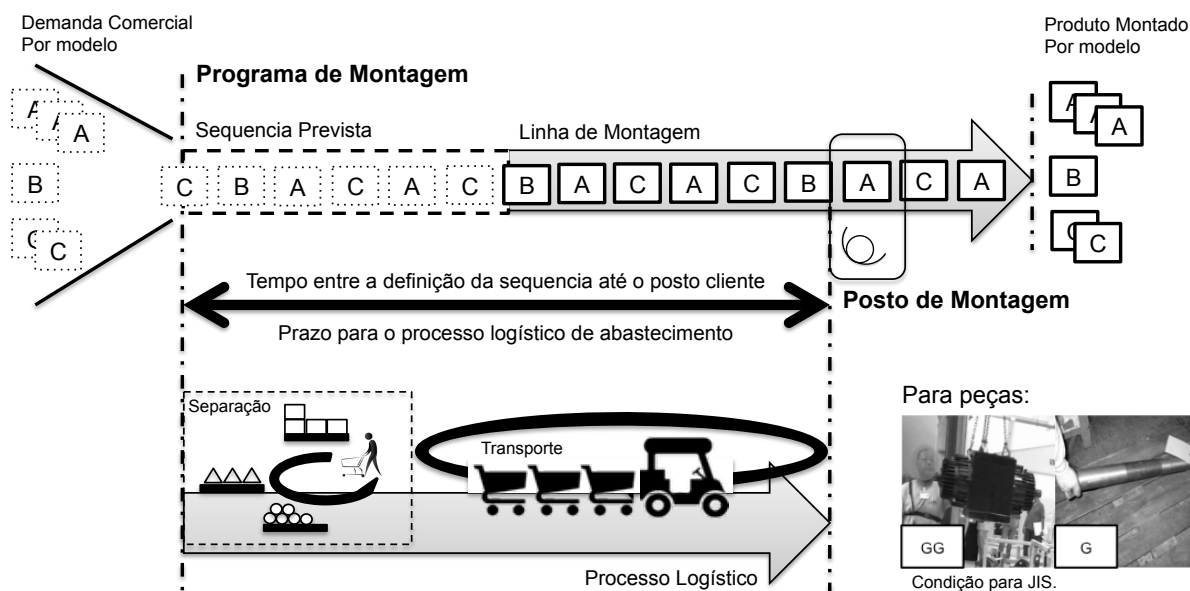 Demanda Comercial
Por modelo
A
A
A
B
C
C
Programa de Montagem
Sequencia Prevista
Linha de Montagem
C B A C A C B A C A C B A C A
Produto Montado
Por modelo
A
A
A
B
C
C
Tempo entre a definição da sequencia até o posto cliente
Prazo para o processo logístico de abastecimento
Posto de Montagem
Separação
Transporte
Processo Logístico
Para peças:
GG
G
Condição para JIS.